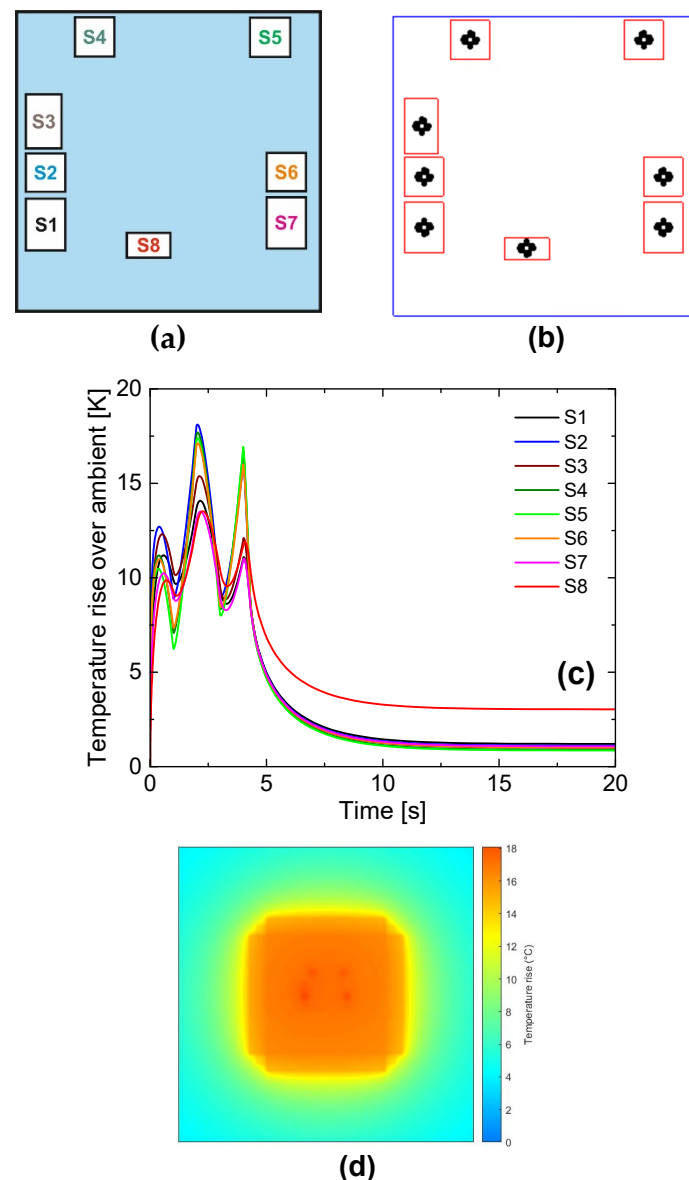 S4 S5
S3
S2 S6
S1 S7
S8
(a) (b)
20
15
10
5
0
Temperature rise over ambient [K]
S1
S2
S3
S4
S5
S6
S7
S8
(c)
0 5 10 15 20
Time [s]
18
16
14
12
10
8
6
4
2
0
Temperature rise (°C)
(d)